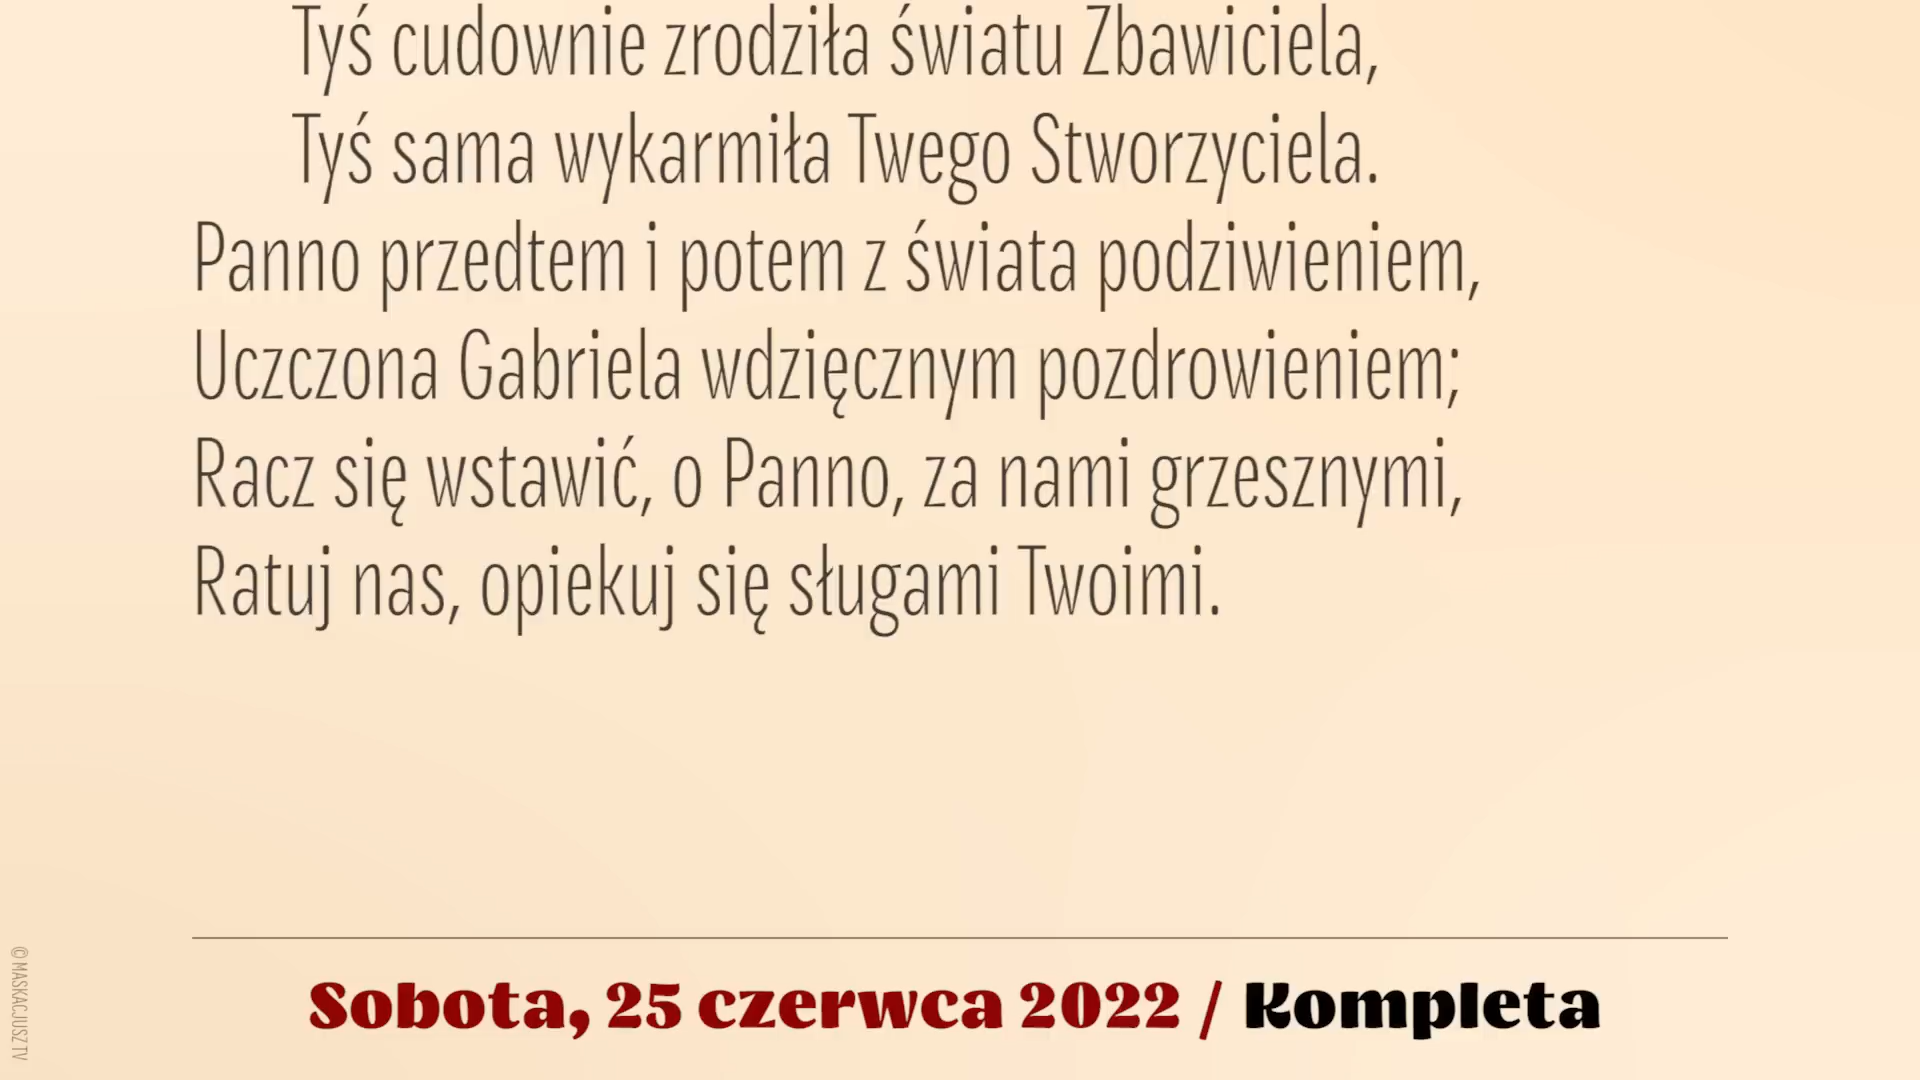 Tyś cudownie zrodziła światu Zbawiciela,
Tyś sama wykarmiła Twego Stworzyciela.
Panno przedtem i potem z świata podziwieniem,
Uczczona Gabriela wdzięcznym pozdrowieniem;
Racz się wstawić, o Panno, za nami grzesznymi,
Ratuj nas, opiekuj się sługami Twoimi.
Sobota, 25 czerwca 2022 / Kompleta
© MASKACJUSZ TV